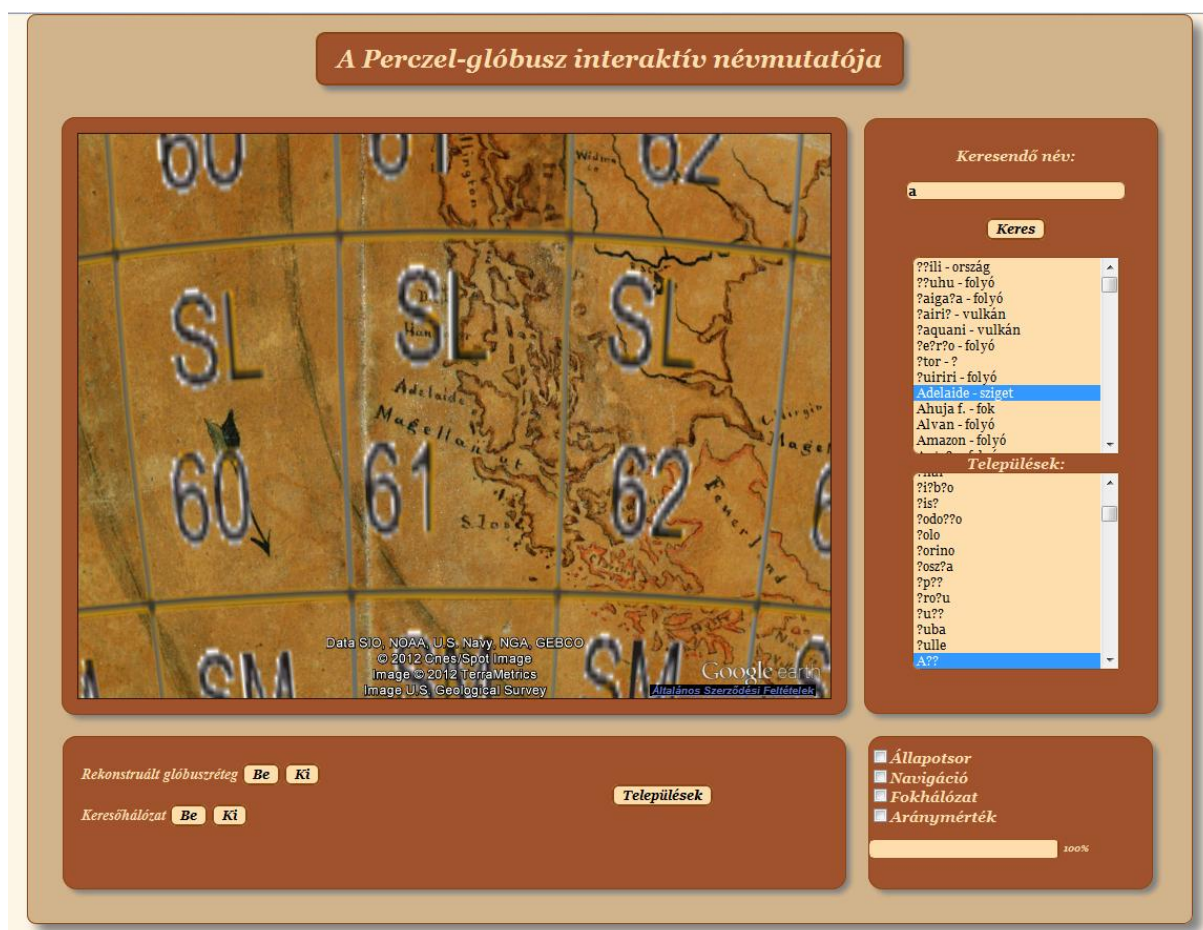 A Perczel-glóbusz interaktív névmutatója
60 61 62
Widma
SL SL SL
Adelaide
Magellan ut
Feuerland
60 61 62
SM SM
Data SIO, NOAA, U.S. Navy, NGA, GEBCO
© 2012 Cnes/Spot Image
Image © 2012 TerraMetrics
Image U.S. Geological Survey
Google earth
Általános Szerződési Feltételek
Keresendő név:
a
Keres
??ili - ország
??uhu - folyó
?aiga?a - folyó
?airi? - vulkán
?aquani - vulkán
?e?r?o - folyó
?tor - ?
?uiriri - folyó
Adelaide - sziget
Ahuja f. - fok
Alvan - folyó
Amazon - folyó
Települések:
?i?b?o
?is?
?odo??o
?olo
?orino
?osz?a
?p??
?ro?u
?u??
?uba
?ulle
A??
Rekonstruált glóbuszréteg Be Ki
Keresőhálózat Be Ki
Települések
Állapotsor
Navigáció
Fokhálózat
Aránymérték
100%